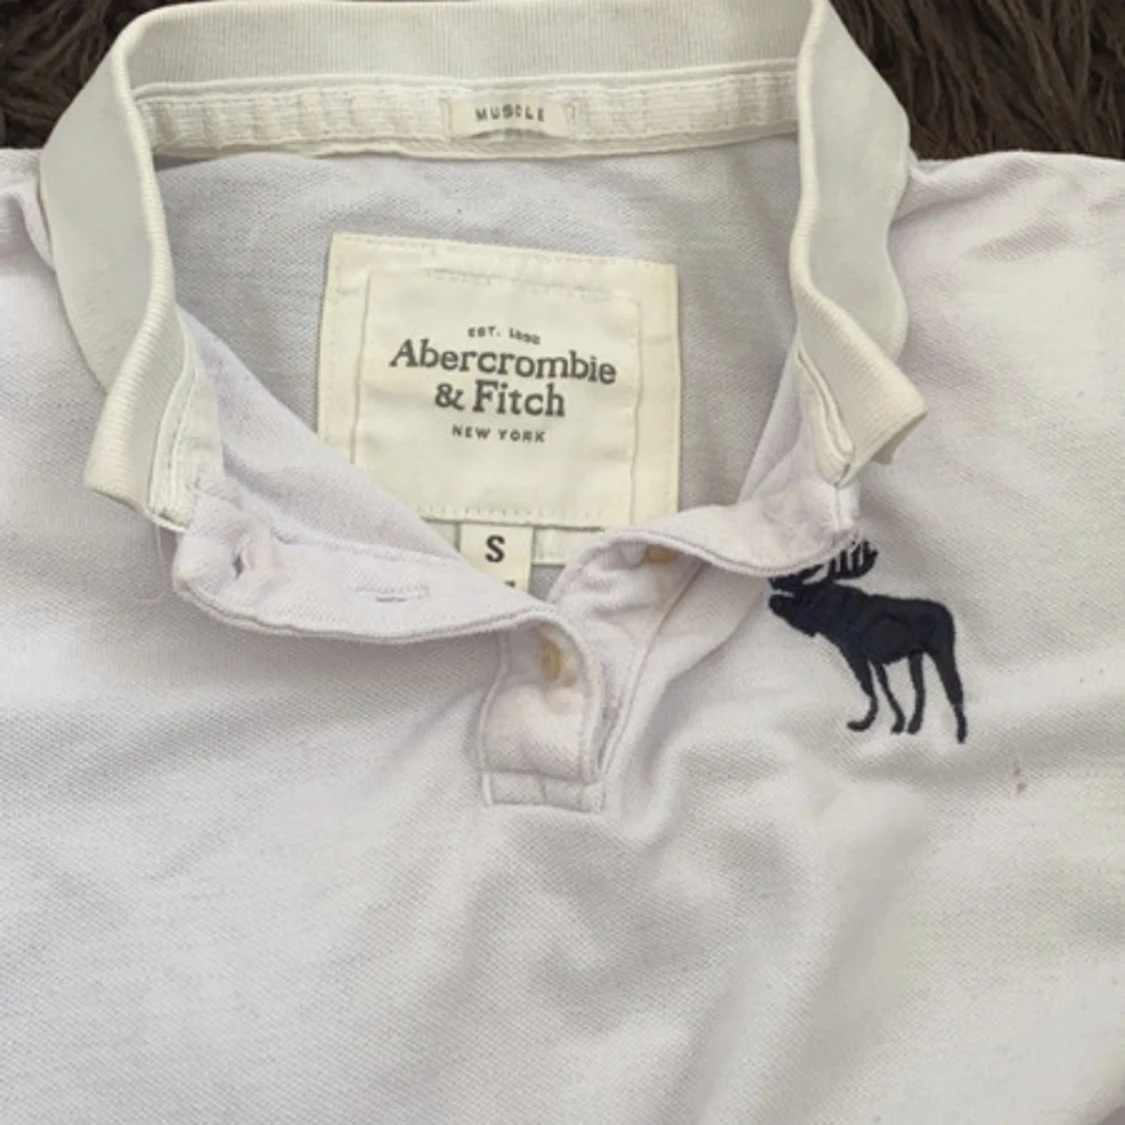 MUSCLE
EST. 1892
Abercrombie
& Fitch
NEW YORK
S